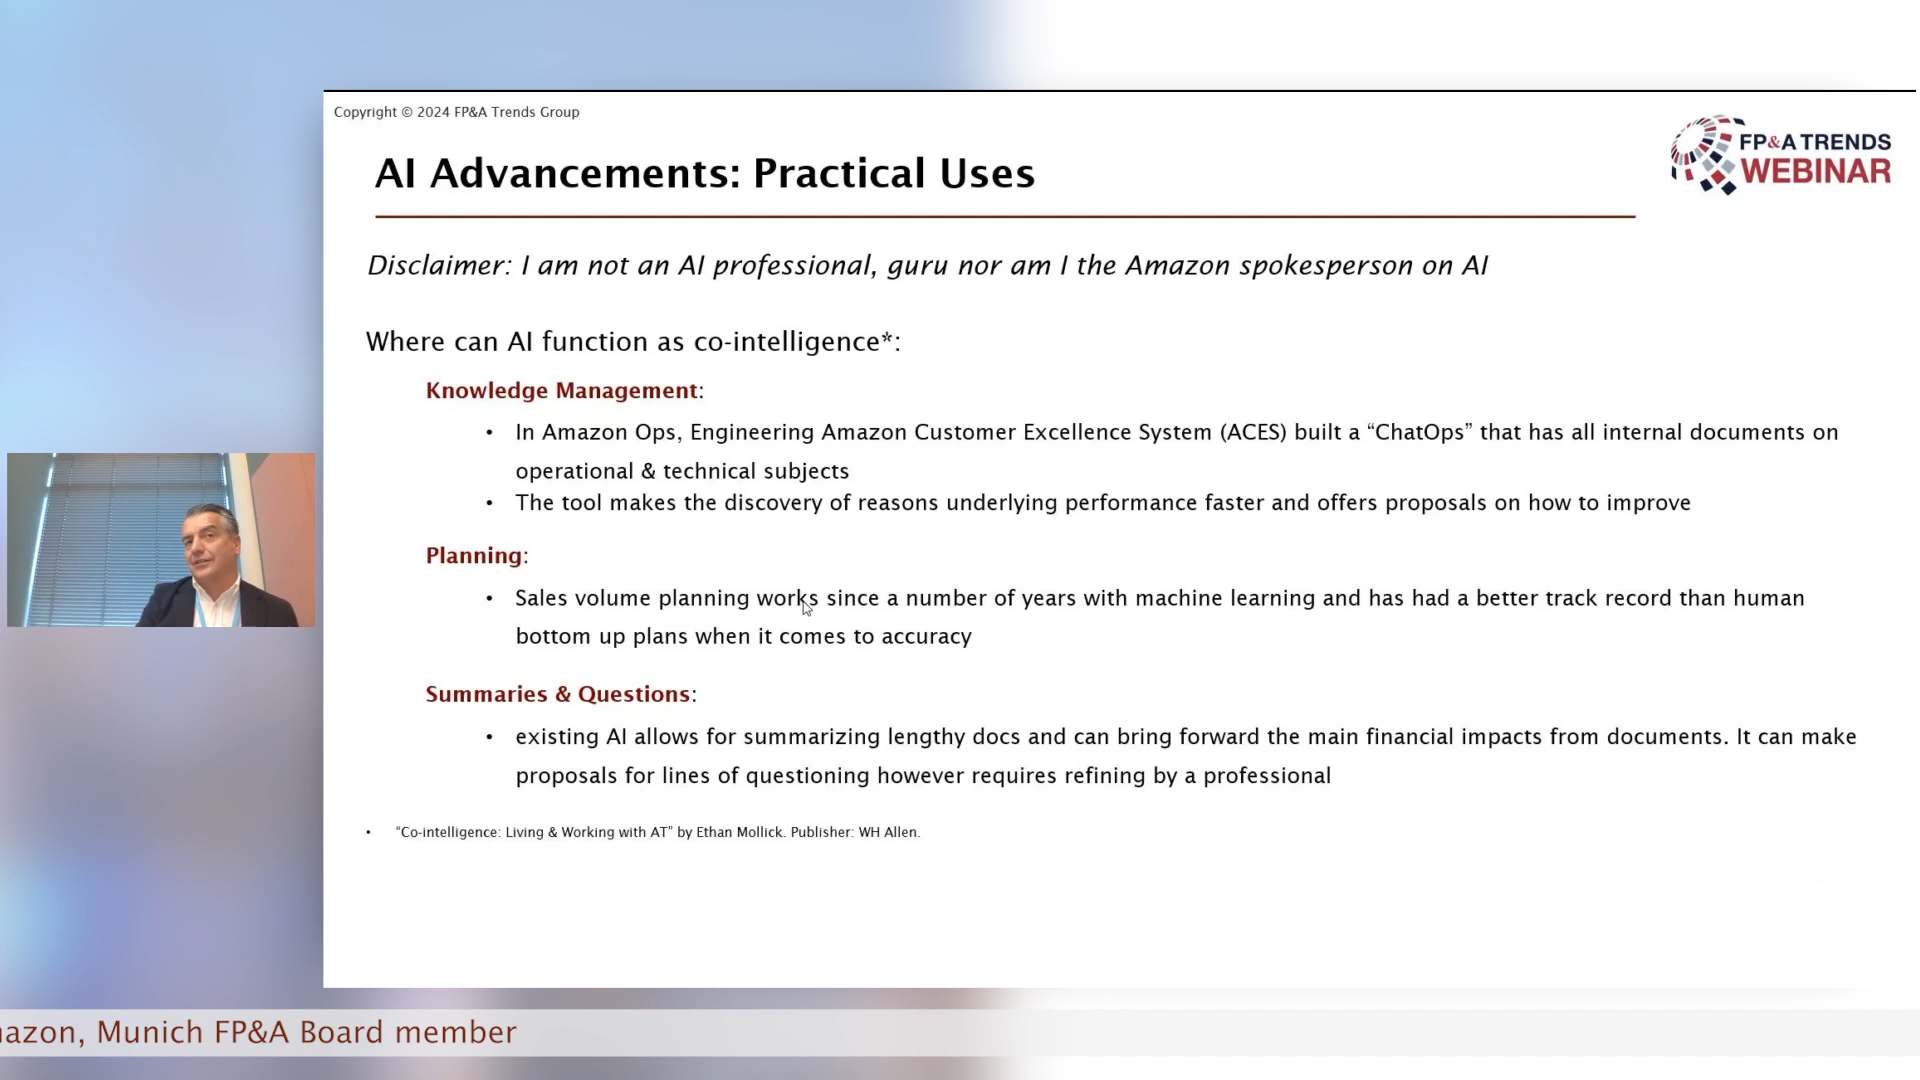 Copyright © 2024 FP&A Trends Group
FP&A TRENDS
WEBINAR
AI Advancements: Practical Uses
Disclaimer: I am not an AI professional, guru nor am I the Amazon spokesperson on AI
Where can AI function as co-intelligence*:
Knowledge Management:
• In Amazon Ops, Engineering Amazon Customer Excellence System (ACES) built a “ChatOps” that has all internal documents on
operational & technical subjects
• The tool makes the discovery of reasons underlying performance faster and offers proposals on how to improve
Planning:
• Sales volume planning works since a number of years with machine learning and has had a better track record than human
bottom up plans when it comes to accuracy
Summaries & Questions:
• existing AI allows for summarizing lengthy docs and can bring forward the main financial impacts from documents. It can make
proposals for lines of questioning however requires refining by a professional
• “Co-intelligence: Living & Working with AT” by Ethan Mollick. Publisher: WH Allen.
azon, Munich FP&A Board member